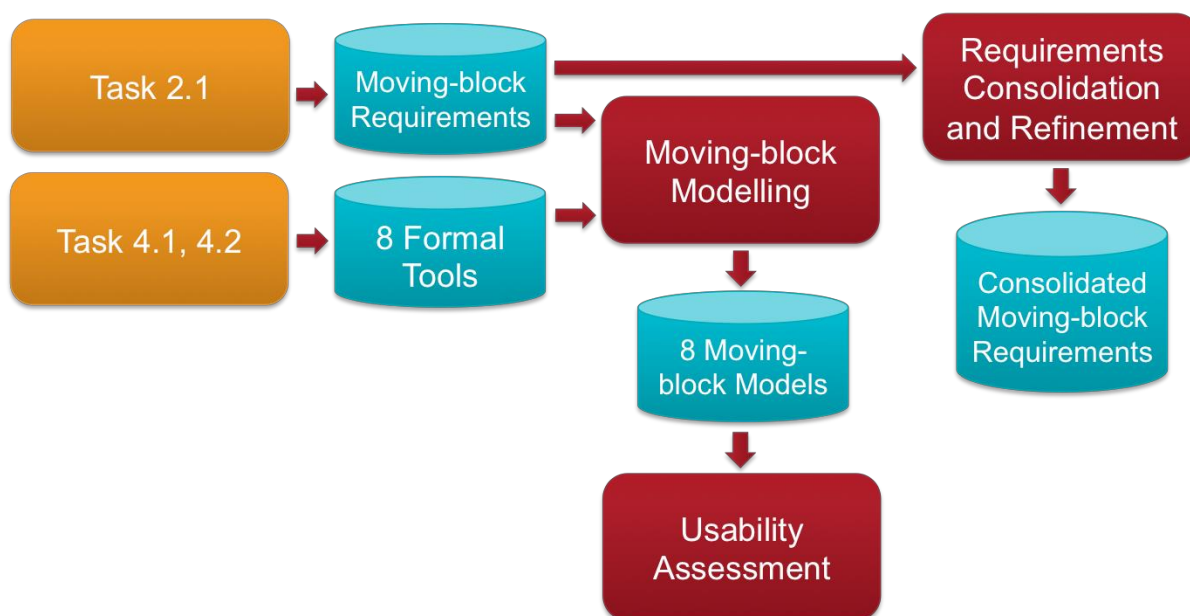 Task 2.1
Moving-block
Requirements
Requirements
Consolidation
and Refinement
Moving-block
Modelling
Task 4.1, 4.2
8 Formal
Tools
Consolidated
Moving-block
Requirements
8 Moving-
block Models
Usability
Assessment